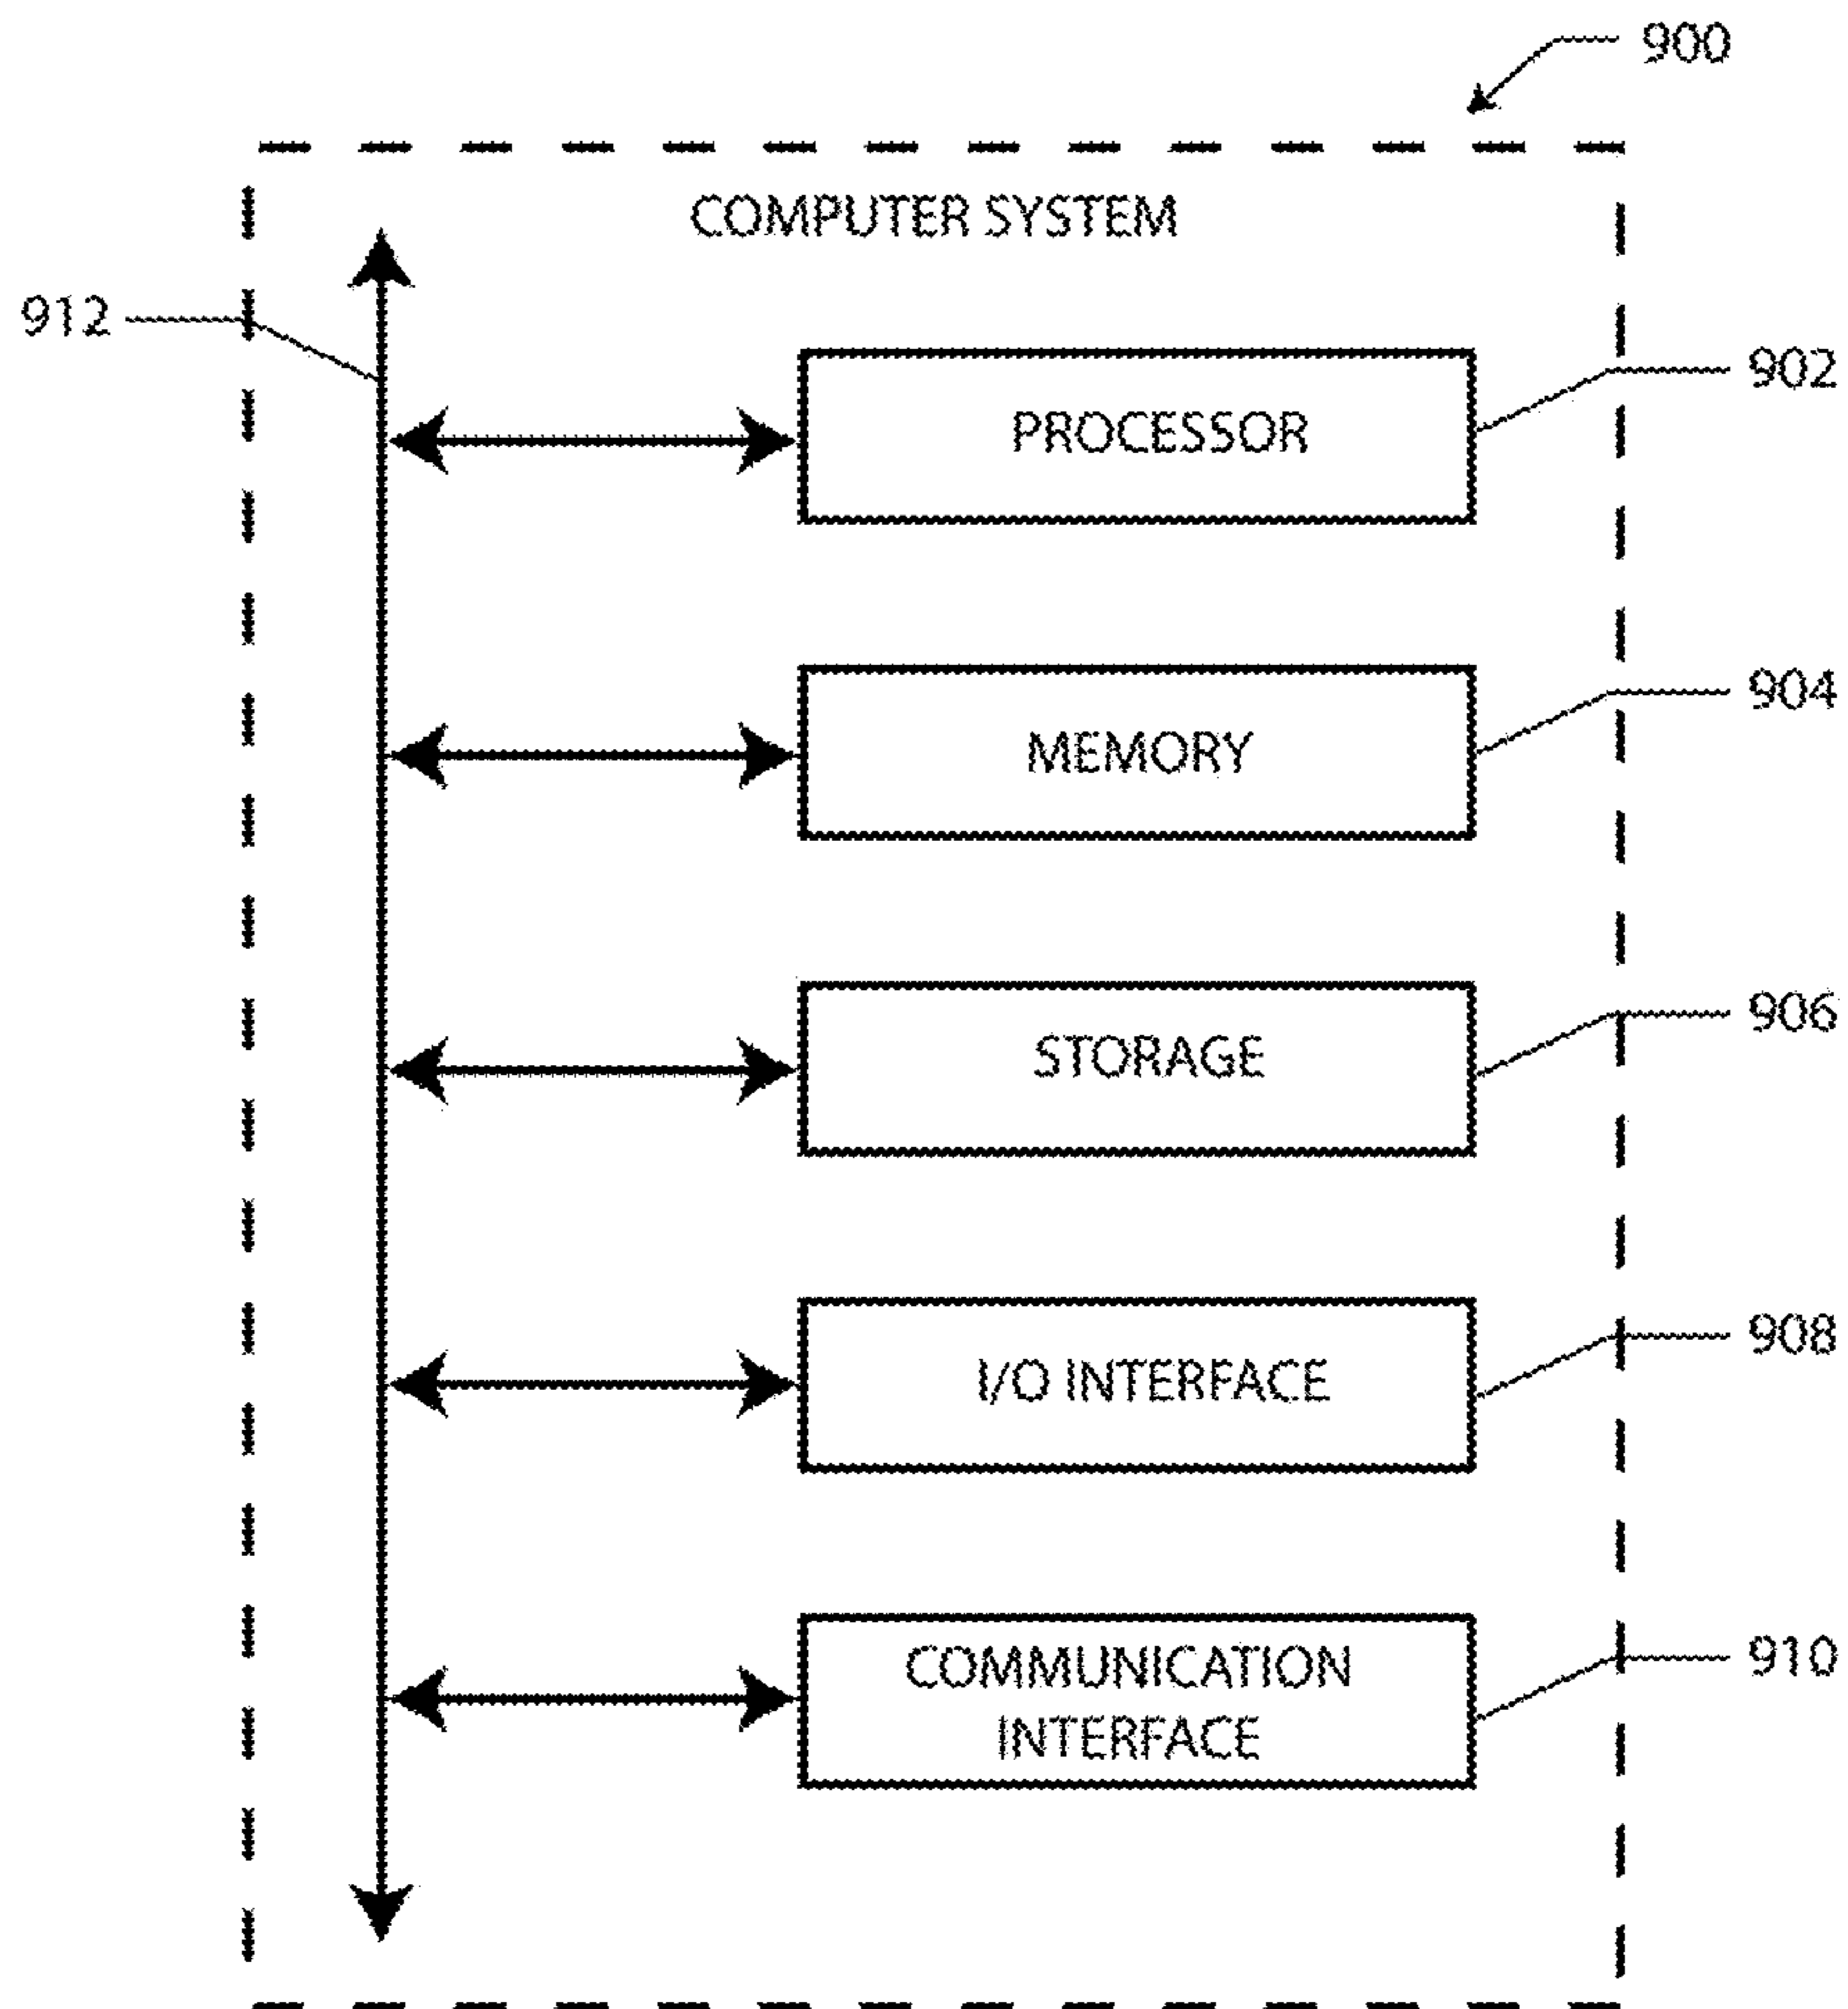 900
COMPUTER SYSTEM
912
902
PROCESSOR
904
MEMORY
906
STORAGE
908
I/O INTERFACE
910
COMMUNICATION
INTERFACE